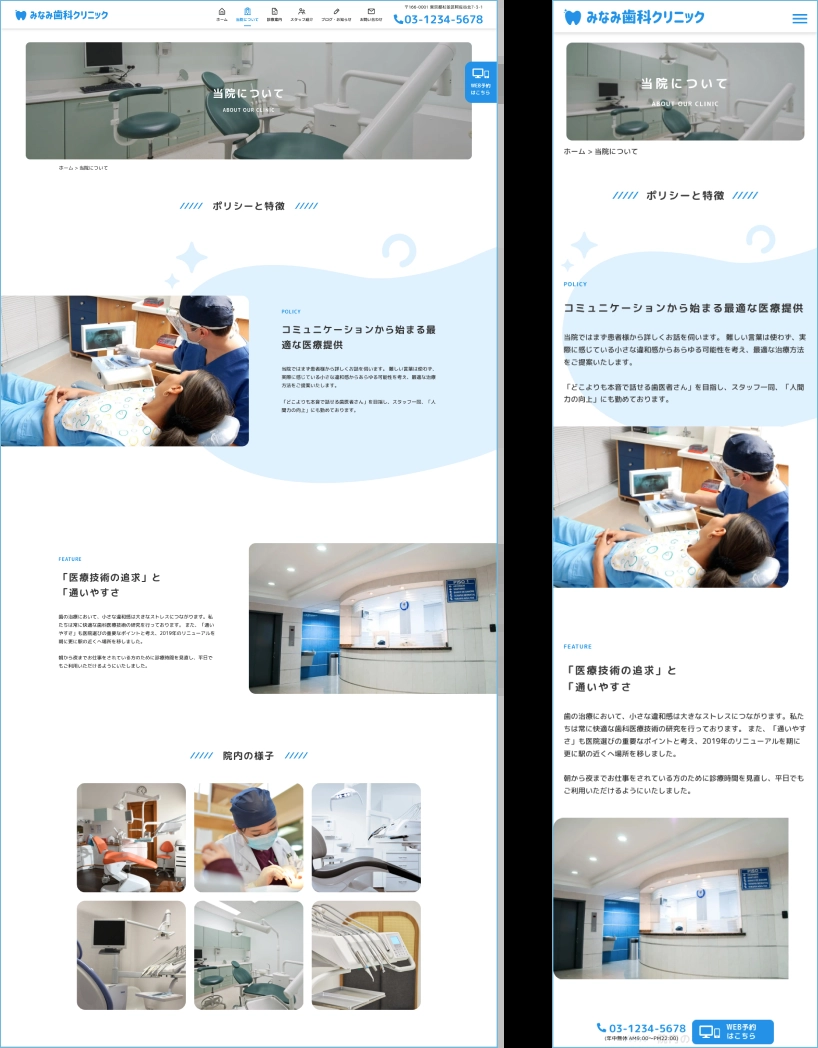 みなみ歯科クリニック
ホーム
当院について
診療案内
スタッフ紹介
ブログ・お知らせ
お問い合わせ
03-1234-5678
WEB予約
はこちら
当院について
ABOUT OUR CLINIC
ホーム > 当院について
ポリシーと特徴
POLICY
コミュニケーションから始まる最
適な医療提供
当院ではまず患者様から詳しくお話を伺います。 難しい言葉は使わず、
実際に感じている小さな違和感からあらゆる可能性を考え、最適な治療
方法をご提案いたします。
「どこよりも本音で話せる歯医者さん」を目指し、スタッフ一同、「人
間力の向上」にも勤めております。
FEATURE
「医療技術の追求」と
「通いやすさ
歯の治療において、小さな違和感は大きなストレスにつながります。私
たちは常に快適な歯科医療技術の研究を行っております。 また、「通い
やすさ」も医院選びの重要なポイントと考え、2019年のリニューアルを
期に更に駅の近くへ場所を移しました。
朝から夜までお仕事をされている方のために診療時間を見直し、平日で
もご利用いただけるようにいたしました。
院内の様子
みなみ歯科クリニック
当院について
ABOUT OUR CLINIC
ホーム > 当院について
ポリシーと特徴
POLICY
コミュニケーションから始まる最適な医療提供
当院ではまず患者様から詳しくお話を伺います。 難しい言葉は使わず、実
際に感じている小さな違和感からあらゆる可能性を考え、最適な治療方法
をご提案いたします。
「どこよりも本音で話せる歯医者さん」を目指し、スタッフ一同、「人間
力の向上」にも勤めております。
FEATURE
「医療技術の追求」と
「通いやすさ
歯の治療において、小さな違和感は大きなストレスにつながります。私た
ちは常に快適な歯科医療技術の研究を行っております。 また、「通いやす
さ」も医院選びの重要なポイントと考え、2019年のリニューアルを期に
更に駅の近くへ場所を移しました。
朝から夜までお仕事をされている方のために診療時間を見直し、平日でも
ご利用いただけるようにいたしました。
03-1234-5678
(年中無休 AM9:00～PM22:00)
WEB予約
はこちら